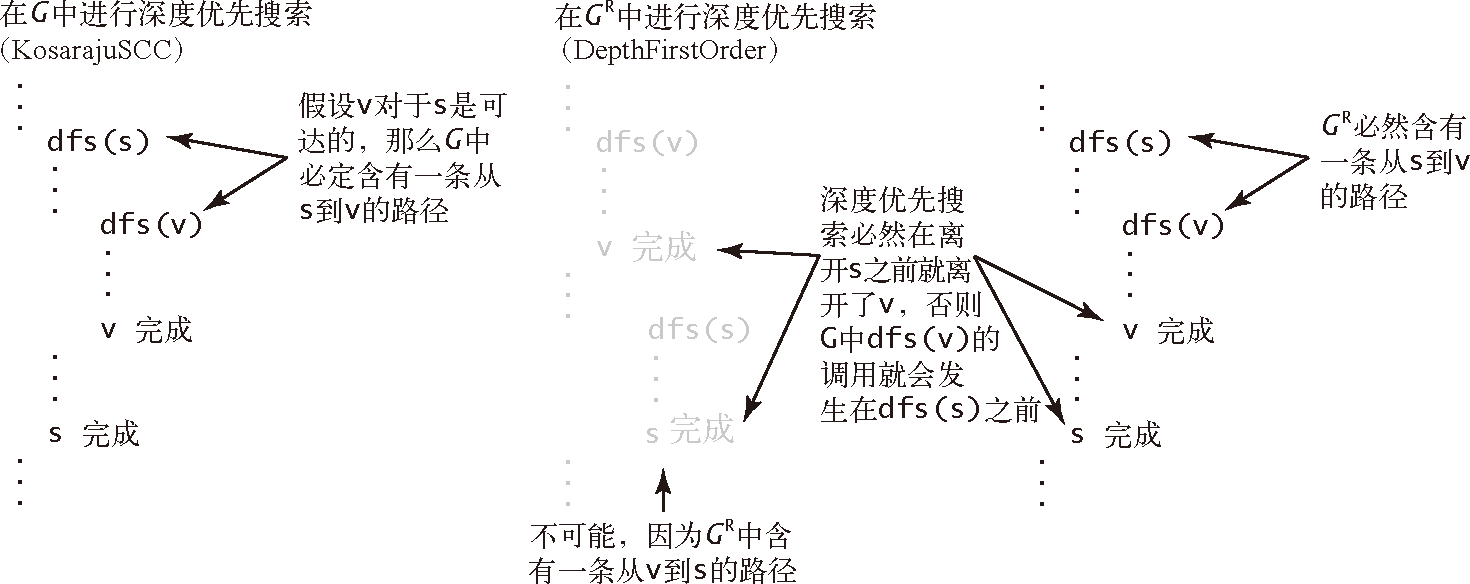 在G中进行深度优先搜索
（KosarajuSCC）
dfs(s)
dfs(v)
v 完成
s 完成
假设v对于s是可
达的，那么G中
必定含有一条从
s到v的路径
在Gᴿ中进行深度优先搜索
（DepthFirstOrder）
dfs(v)
v 完成
dfs(s)
s 完成
不可能，因为Gᴿ中含
有一条从v到s的路径
深度优先搜
索必然在离
开s之前就离
开了v，否则
G中dfs(v)的
调用就会发
生在dfs(s)之前
dfs(s)
dfs(v)
v 完成
s 完成
Gᴿ必然含有
一条从s到v
的路径